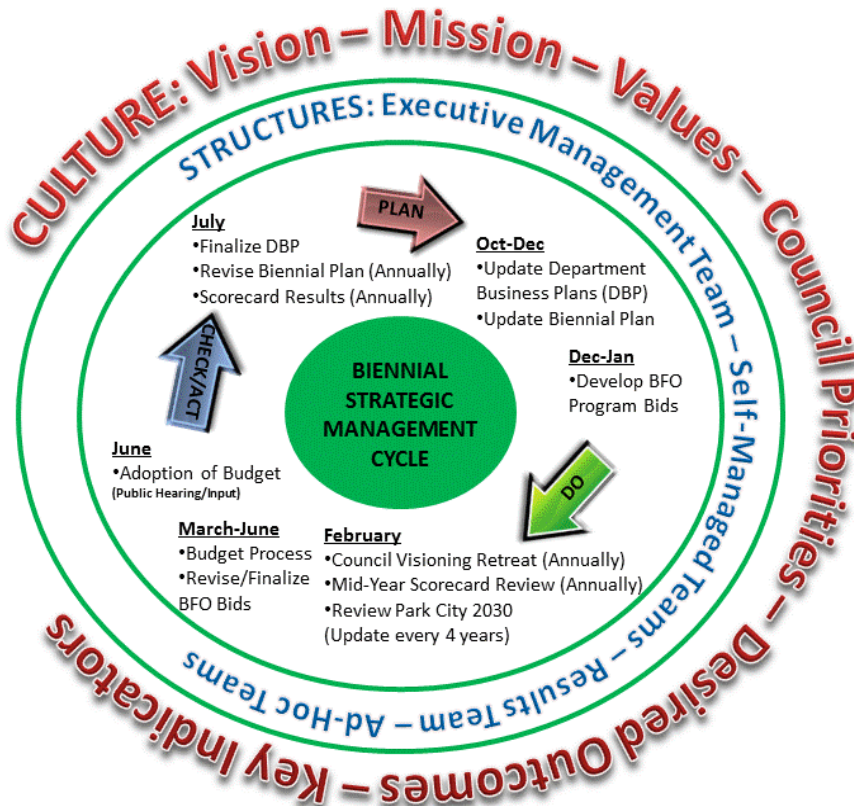 CULTURE: Vision – Mission – Values – Council Priorities – Desired Outcomes – Key Indicators
STRUCTURES: Executive Management Team – Self-Managed Teams – Results Team – Ad-Hoc Teams
PLAN
July
•Finalize DBP
•Revise Biennial Plan (Annually)
•Scorecard Results (Annually)
Oct-Dec
•Update Department
Business Plans (DBP)
•Update Biennial Plan
Dec-Jan
•Develop BFO
Program Bids
BIENNIAL
STRATEGIC
MANAGEMENT
CYCLE
DO
February
•Council Visioning Retreat (Annually)
•Mid-Year Scorecard Review (Annually)
•Review Park City 2030
(Update every 4 years)
March-June
•Budget Process
•Revise/Finalize
BFO Bids
June
•Adoption of Budget
(Public Hearing/Input)
CHECK/ACT